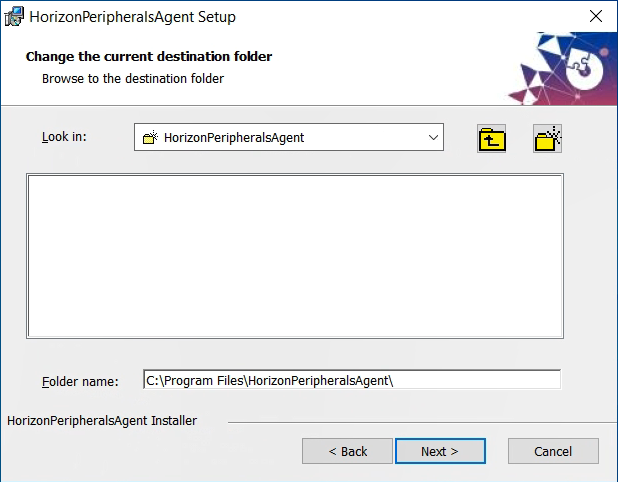 HorizonPeripheralsAgent Setup
Change the current destination folder
Browse to the destination folder
Look in:
HorizonPeripheralsAgent
Folder name:
C:\Program Files\HorizonPeripheralsAgent\
HorizonPeripheralsAgent Installer
< Back
Next >
Cancel